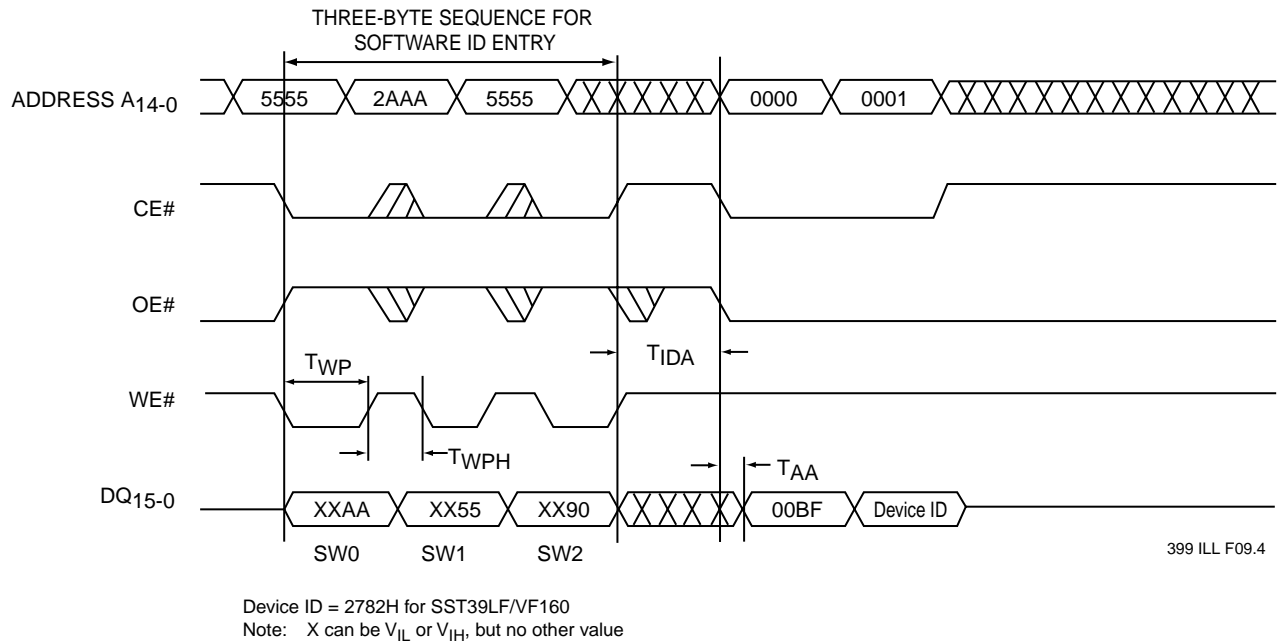 THREE-BYTE SEQUENCE FOR
SOFTWARE ID ENTRY
ADDRESS A14-0
5555 2AAA 5555 0000 0001
CE#
OE#
TIDA
TWP
WE#
TWPH
TAA
DQ15-0
XXAA XX55 XX90 00BF Device ID
SW0 SW1 SW2
399 ILL F09.4
Device ID = 2782H for SST39LF/VF160
Note: X can be VIL or VIH, but no other value